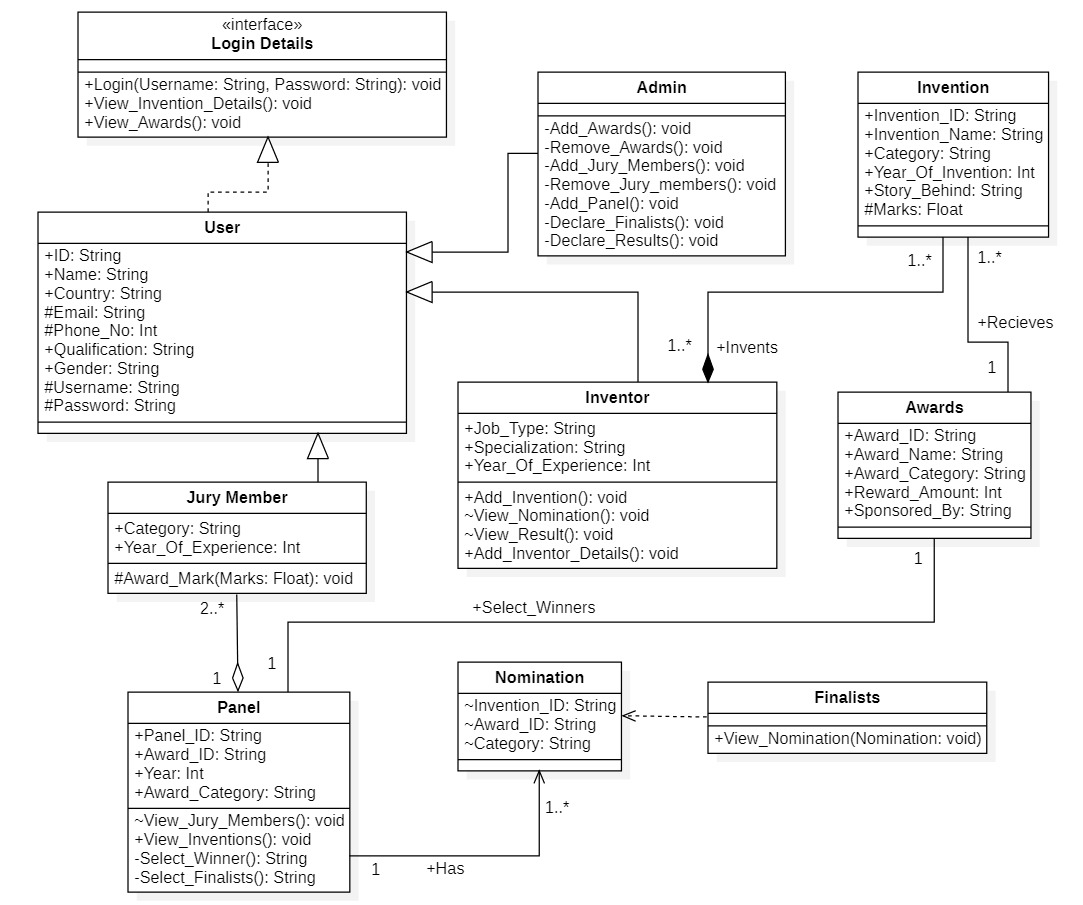 «interface»
Login Details
+Login(Username: String, Password: String): void
+View_Invention_Details(): void
+View_Awards(): void
Admin
-Add_Awards(): void
-Remove_Awards(): void
-Add_Jury_Members(): void
-Remove_Jury_members(): void
-Add_Panel(): void
-Declare_Finalists(): void
-Declare_Results(): void
Invention
+Invention_ID: String
+Invention_Name: String
+Category: String
+Year_Of_Invention: Int
+Story_Behind: String
#Marks: Float
User
+ID: String
+Name: String
+Country: String
#Email: String
#Phone_No: Int
+Qualification: String
+Gender: String
#Username: String
#Password: String
1..*
1..*
+Recieves
1..*
+Invents
1
Inventor
+Job_Type: String
+Specialization: String
+Year_Of_Experience: Int
+Add_Invention(): void
~View_Nomination(): void
~View_Result(): void
+Add_Inventor_Details(): void
Awards
+Award_ID: String
+Award_Name: String
+Award_Category: String
+Reward_Amount: Int
+Sponsored_By: String
Jury Member
+Category: String
+Year_Of_Experience: Int
#Award_Mark(Marks: Float): void
1
2..*
+Select_Winners
1
1
Panel
+Panel_ID: String
+Award_ID: String
+Year: Int
+Award_Category: String
~View_Jury_Members(): void
+View_Inventions(): void
-Select_Winner(): String
-Select_Finalists(): String
Nomination
~Invention_ID: String
~Award_ID: String
~Category: String
Finalists
+View_Nomination(Nomination: void)
1..*
1
+Has